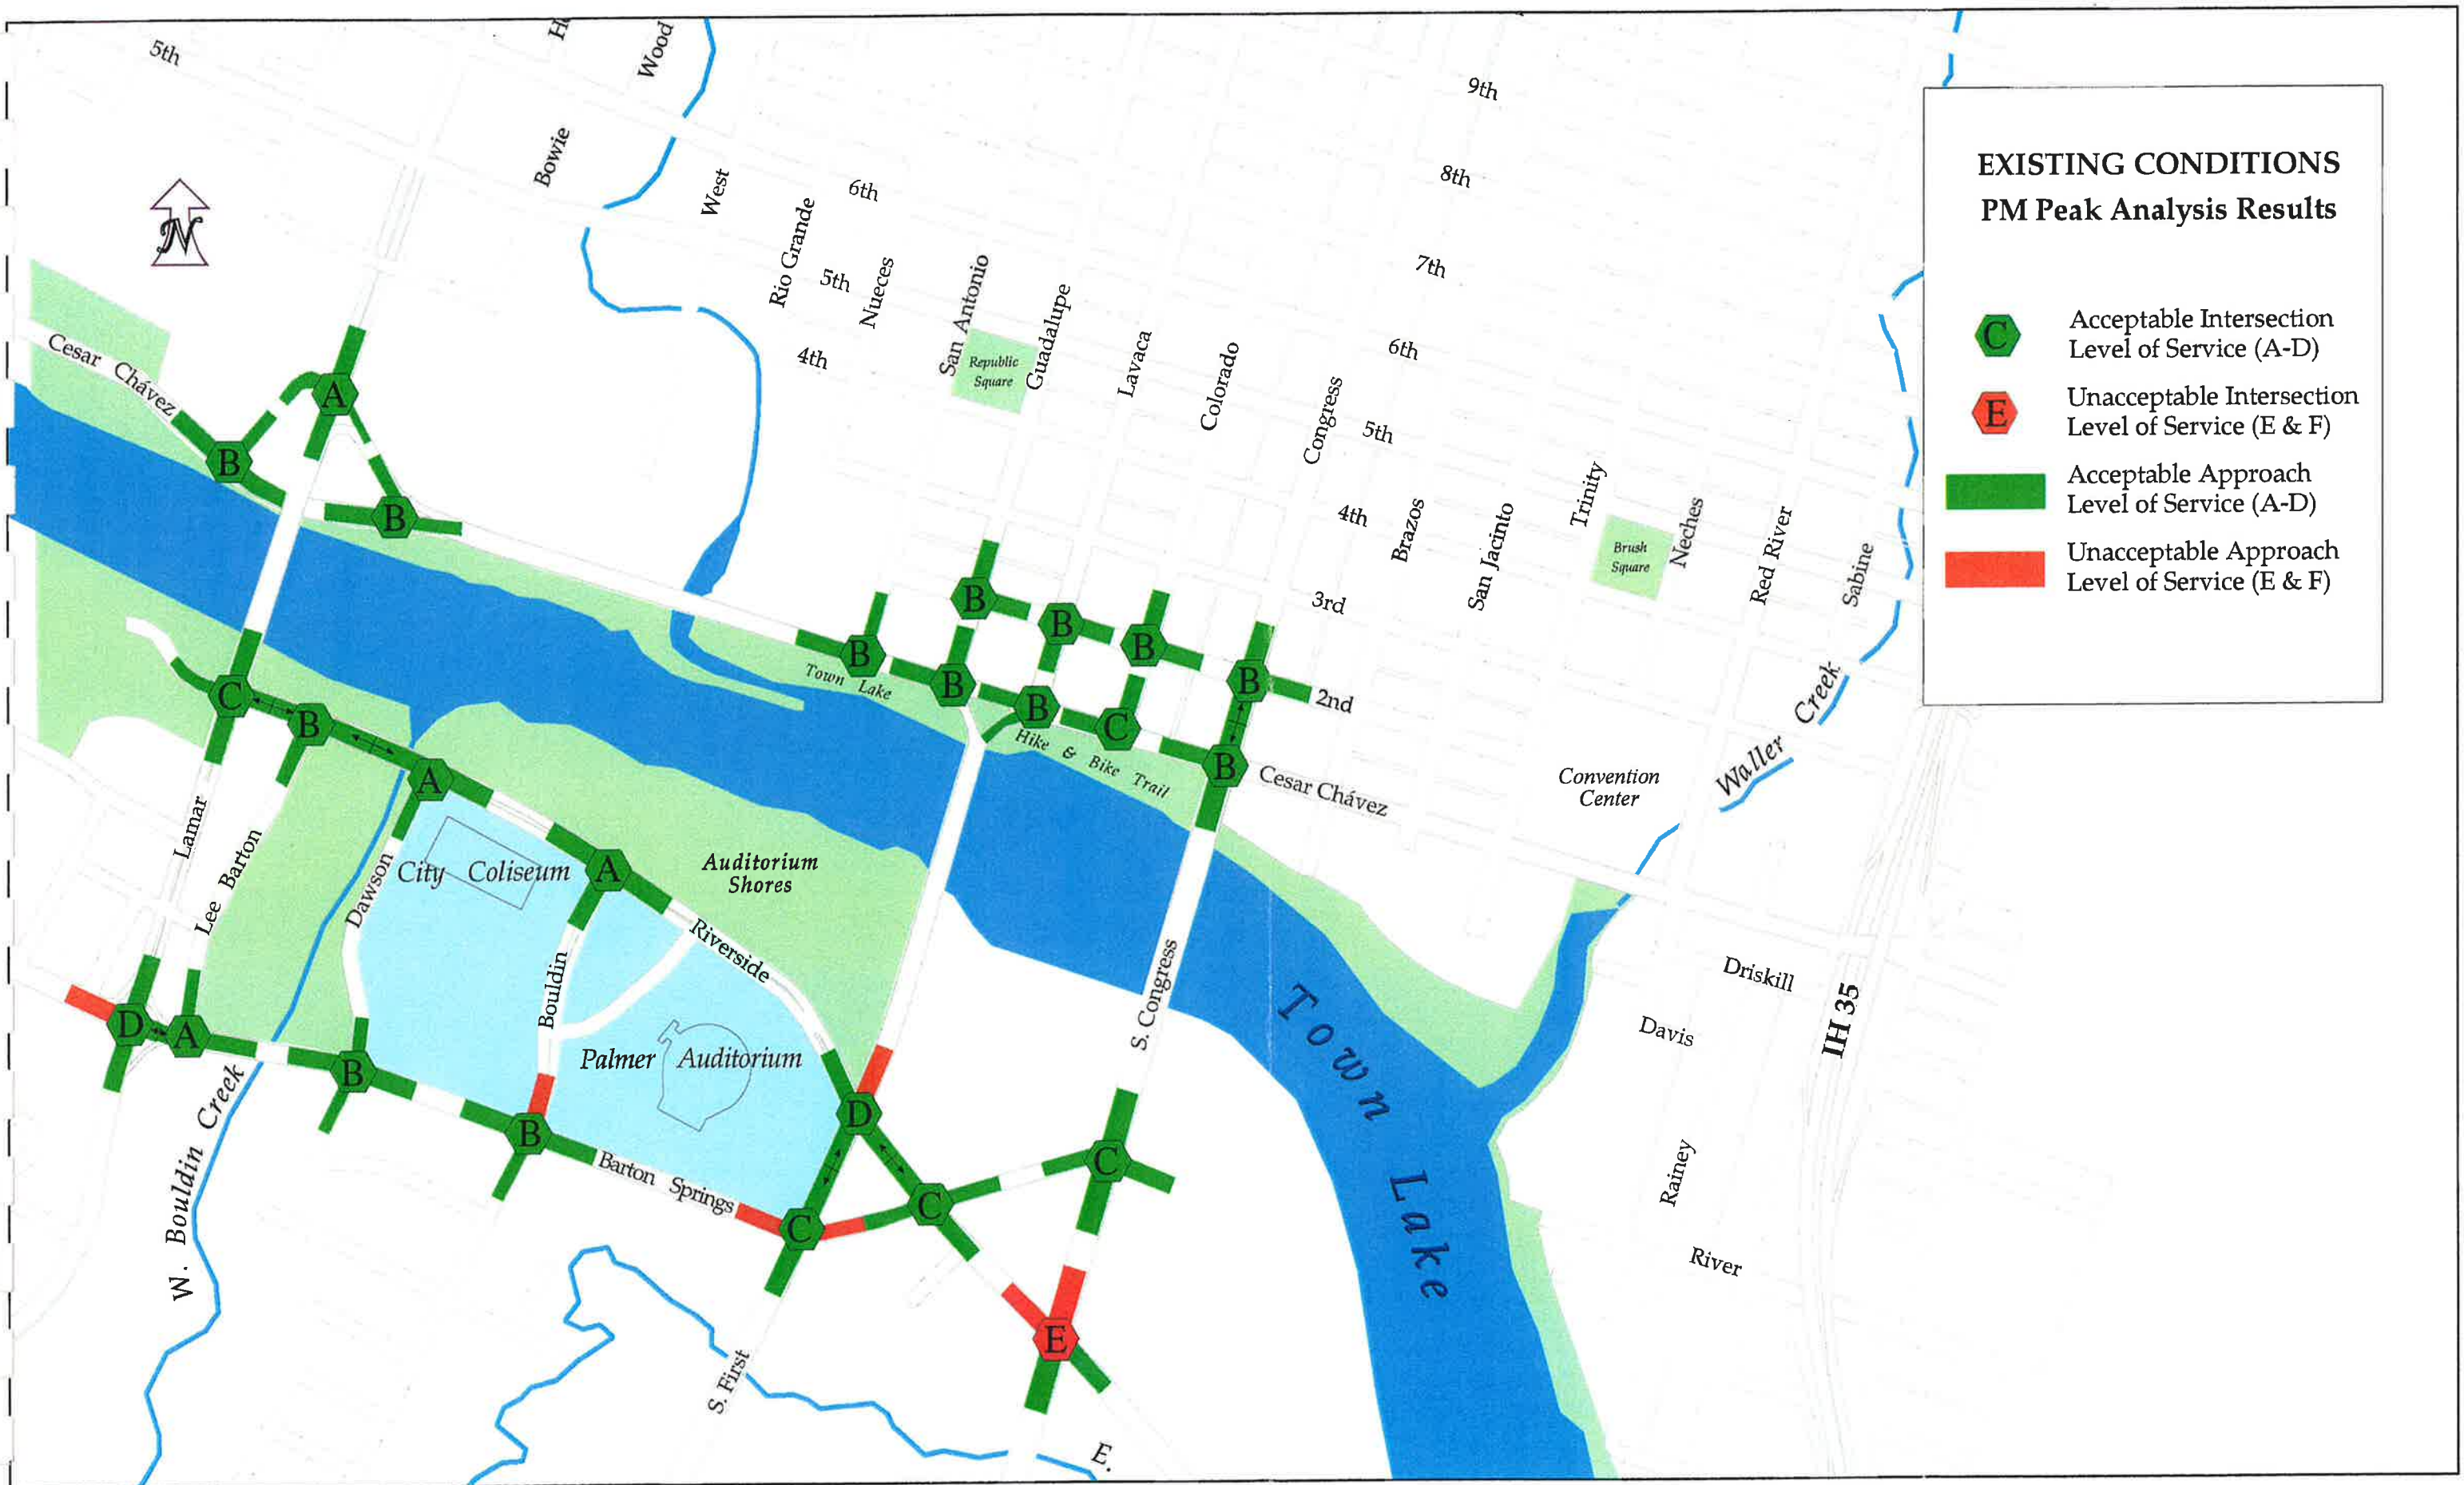 EXISTING CONDITIONS
PM Peak Analysis Results
C
Acceptable Intersection
Level of Service (A-D)
E
Unacceptable Intersection
Level of Service (E & F)
Acceptable Approach
Level of Service (A-D)
Unacceptable Approach
Level of Service (E & F)
5th
Wood
Bowie
N
West
Rio Grande
6th
5th
Nueces
4th
San Antonio
Republic
Square
Guadalupe
Lavaca
Colorado
Congress
9th
8th
7th
6th
5th
4th
3rd
2nd
Brazos
San Jacinto
Trinity
Brush
Square
Neches
Red River
Sabine
Waller Creek
Cesar Chávez
A
B
B
B
B
B
B
B
B
B
C
B
Town Lake
Hike & Bike Trail
Cesar Chávez
Convention
Center
C
B
A
A
Lamar
Lee Barton
Dawson
City Coliseum
Auditorium
Shores
Bouldin
Riverside
Palmer Auditorium
S. Congress
Town Lake
Driskill
Davis
IH 35
Rainey
River
D
A
B
B
D
C
C
C
E
Barton Springs
W. Bouldin Creek
S. First
E.